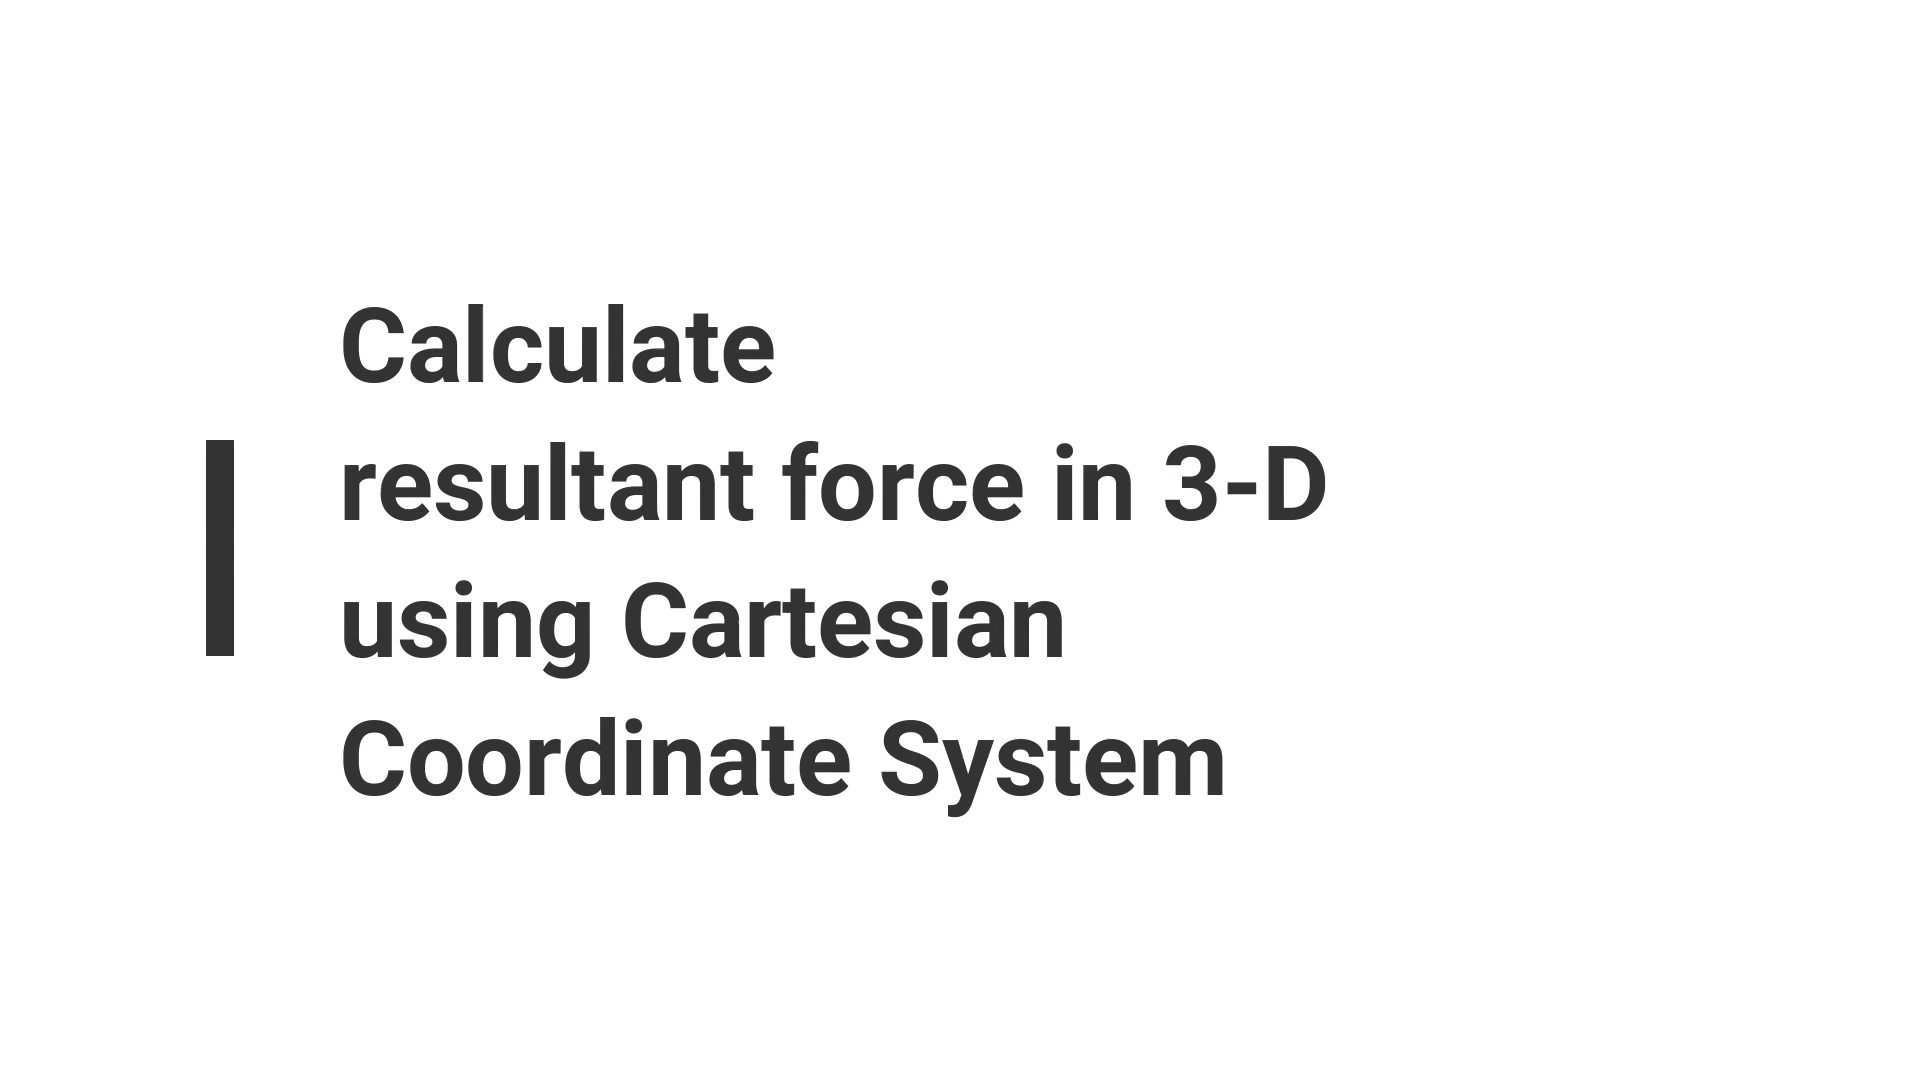 Calculate
resultant force in 3-D
using Cartesian
Coordinate System